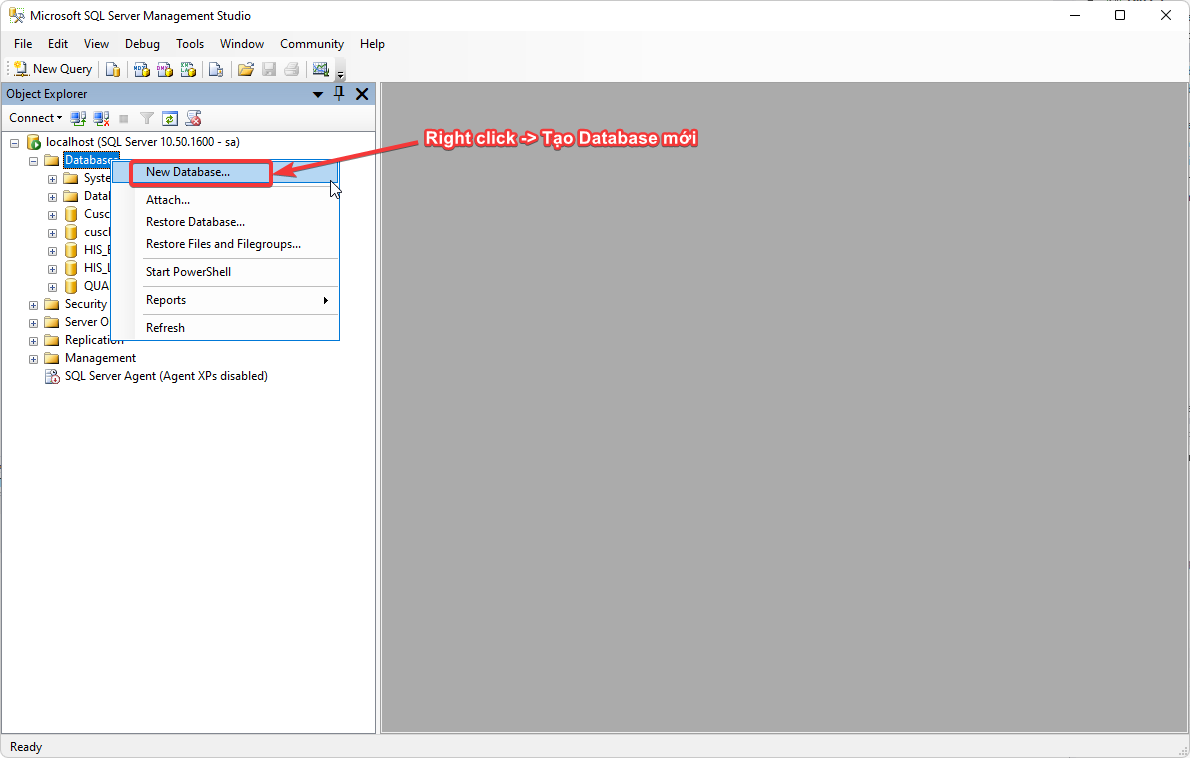 Microsoft SQL Server Management Studio
File Edit View Debug Tools Window Community Help
New Query
Object Explorer
Connect
localhost (SQL Server 10.50.1600 - sa)
Right click -> Tạo Database mới
Databases
New Database...
Syste
Attach...
Datal
Restore Database...
Cusc
Restore Files and Filegroups...
cuscl
HIS_E
Start PowerShell
HIS_L
QUA
Reports
Security
Server O
Refresh
Replication
Management
SQL Server Agent (Agent XPs disabled)
Ready